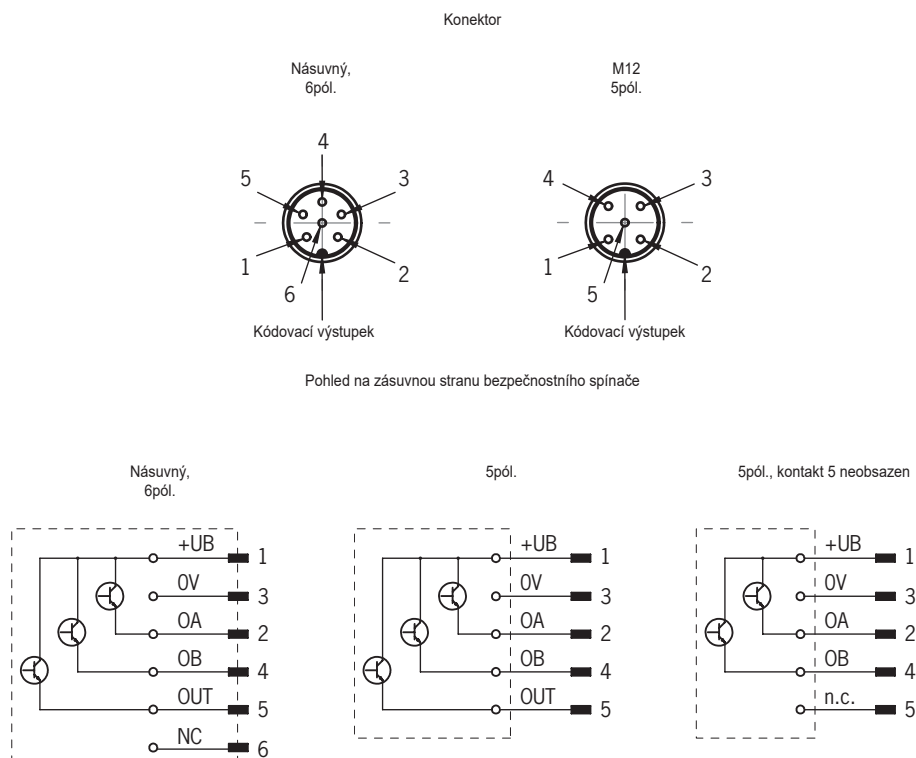 Konektor
Násuvný,
6pól.
M12
5pól.
4
5
3
1
2
6
Kódovací výstupek
4
3
1
2
5
Kódovací výstupek
Pohled na zásuvnou stranu bezpečnostního spínače
Násuvný,
6pól.
+UB 1
0V 3
OA 2
OB 4
OUT 5
NC 6
5pól.
+UB 1
0V 3
OA 2
OB 4
OUT 5
5pól., kontakt 5 neobsazen
+UB 1
0V 3
OA 2
OB 4
n.c. 5